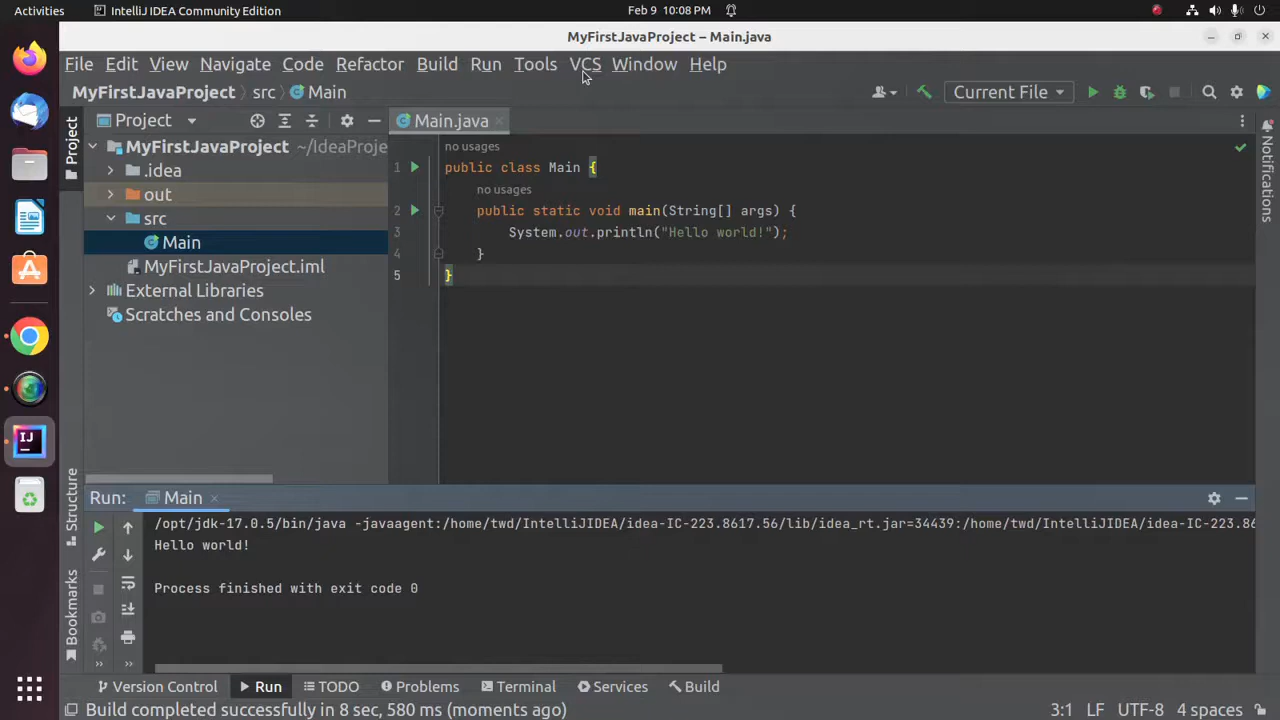 Activities IntelliJ IDEA Community Edition Feb 9 10:08 PM
MyFirstJavaProject – Main.java
File Edit View Navigate Code Refactor Build Run Tools VCS Window Help
MyFirstJavaProject src Main Current File
Project Project Main.java
Notifications
no usages
MyFirstJavaProject ~/IdeaProje
1 public class Main {
.idea
no usages
out
2 public static void main(String[] args) {
src
3 System.out.println("Hello world!");
Main
4 }
MyFirstJavaProject.iml
5 }
External Libraries
Scratches and Consoles
Structure
Run: Main
/opt/jdk-17.0.5/bin/java -javaagent:/home/twd/IntelliJIDEA/idea-IC-223.8617.56/lib/idea_rt.jar=34439:/home/twd/IntelliJIDEA/idea-IC-223.86
Hello world!
Process finished with exit code 0
Bookmarks
Version Control Run TODO Problems Terminal Services Build
Build completed successfully in 8 sec, 580 ms (moments ago) 3:1 LF UTF-8 4 spaces